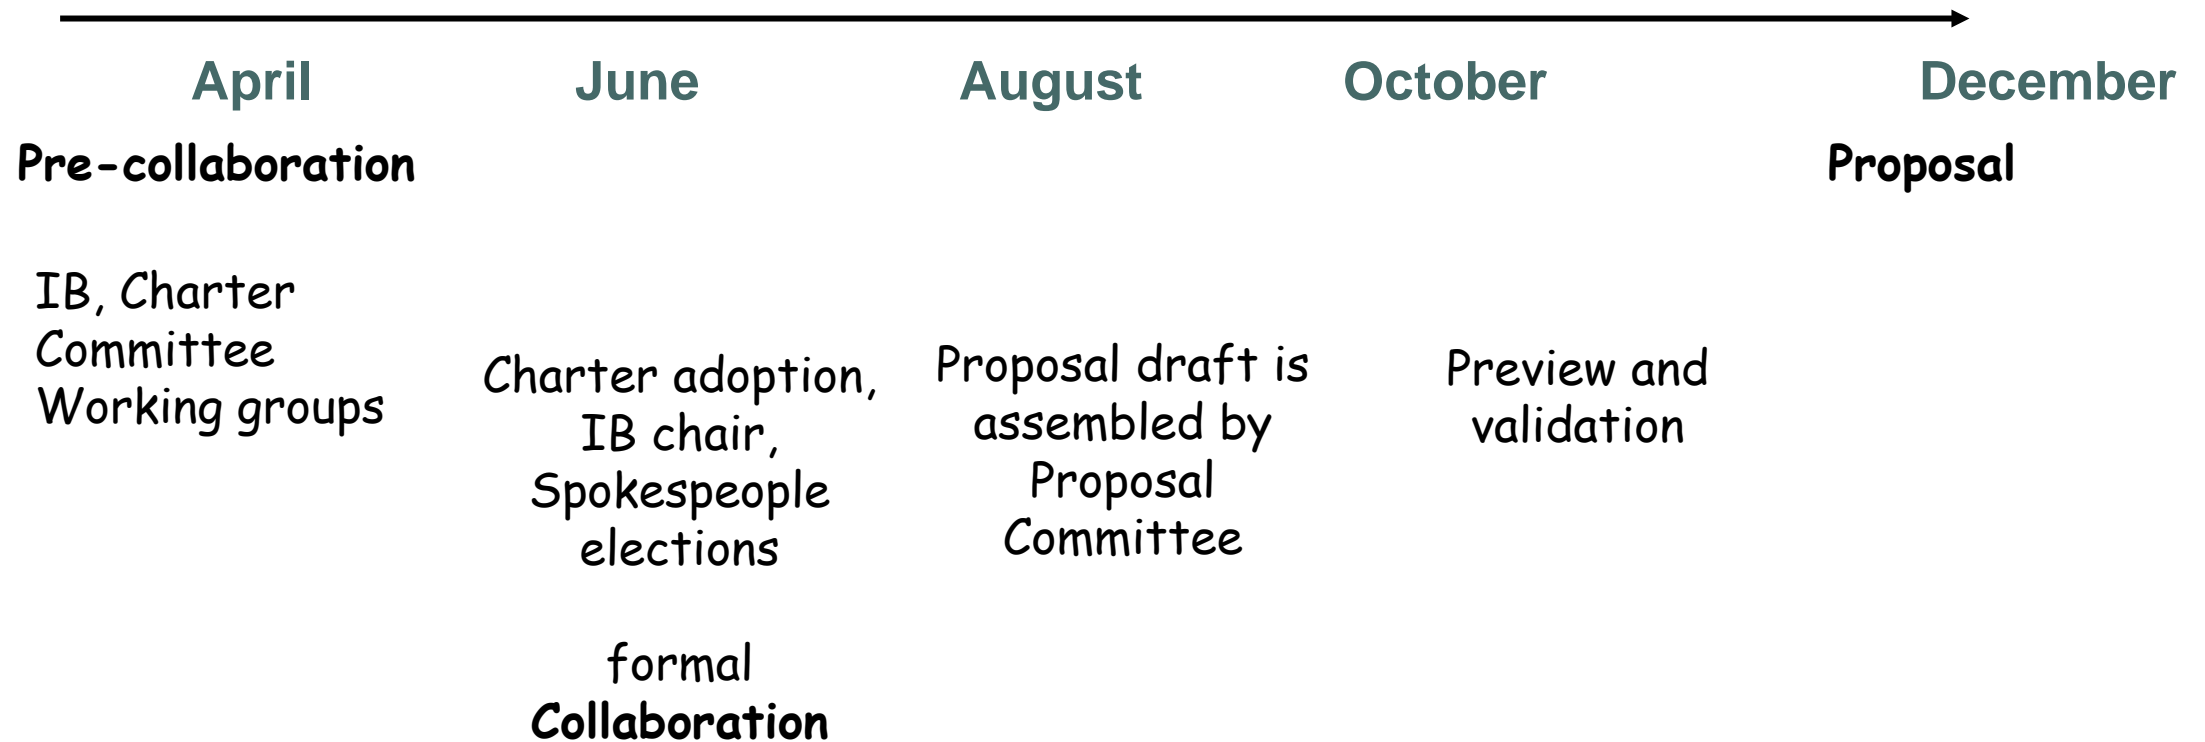 April June August October December
Pre-collaboration Proposal
IB, Charter
Committee
Working groups
Charter adoption,
IB chair,
Spokespeople
elections
formal
Collaboration
Proposal draft is
assembled by
Proposal
Committee
Preview and
validation